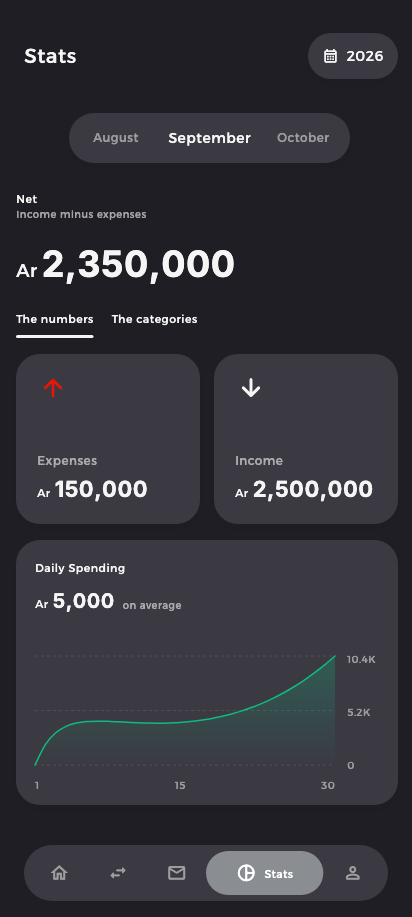 Stats
2026
August September October
Net
Income minus expenses
Ar 2,350,000
The numbers The categories
Expenses
Ar 150,000
Income
Ar 2,500,000
Daily Spending
Ar 5,000 on average
10.4K
5.2K
0
1 15 30
Stats